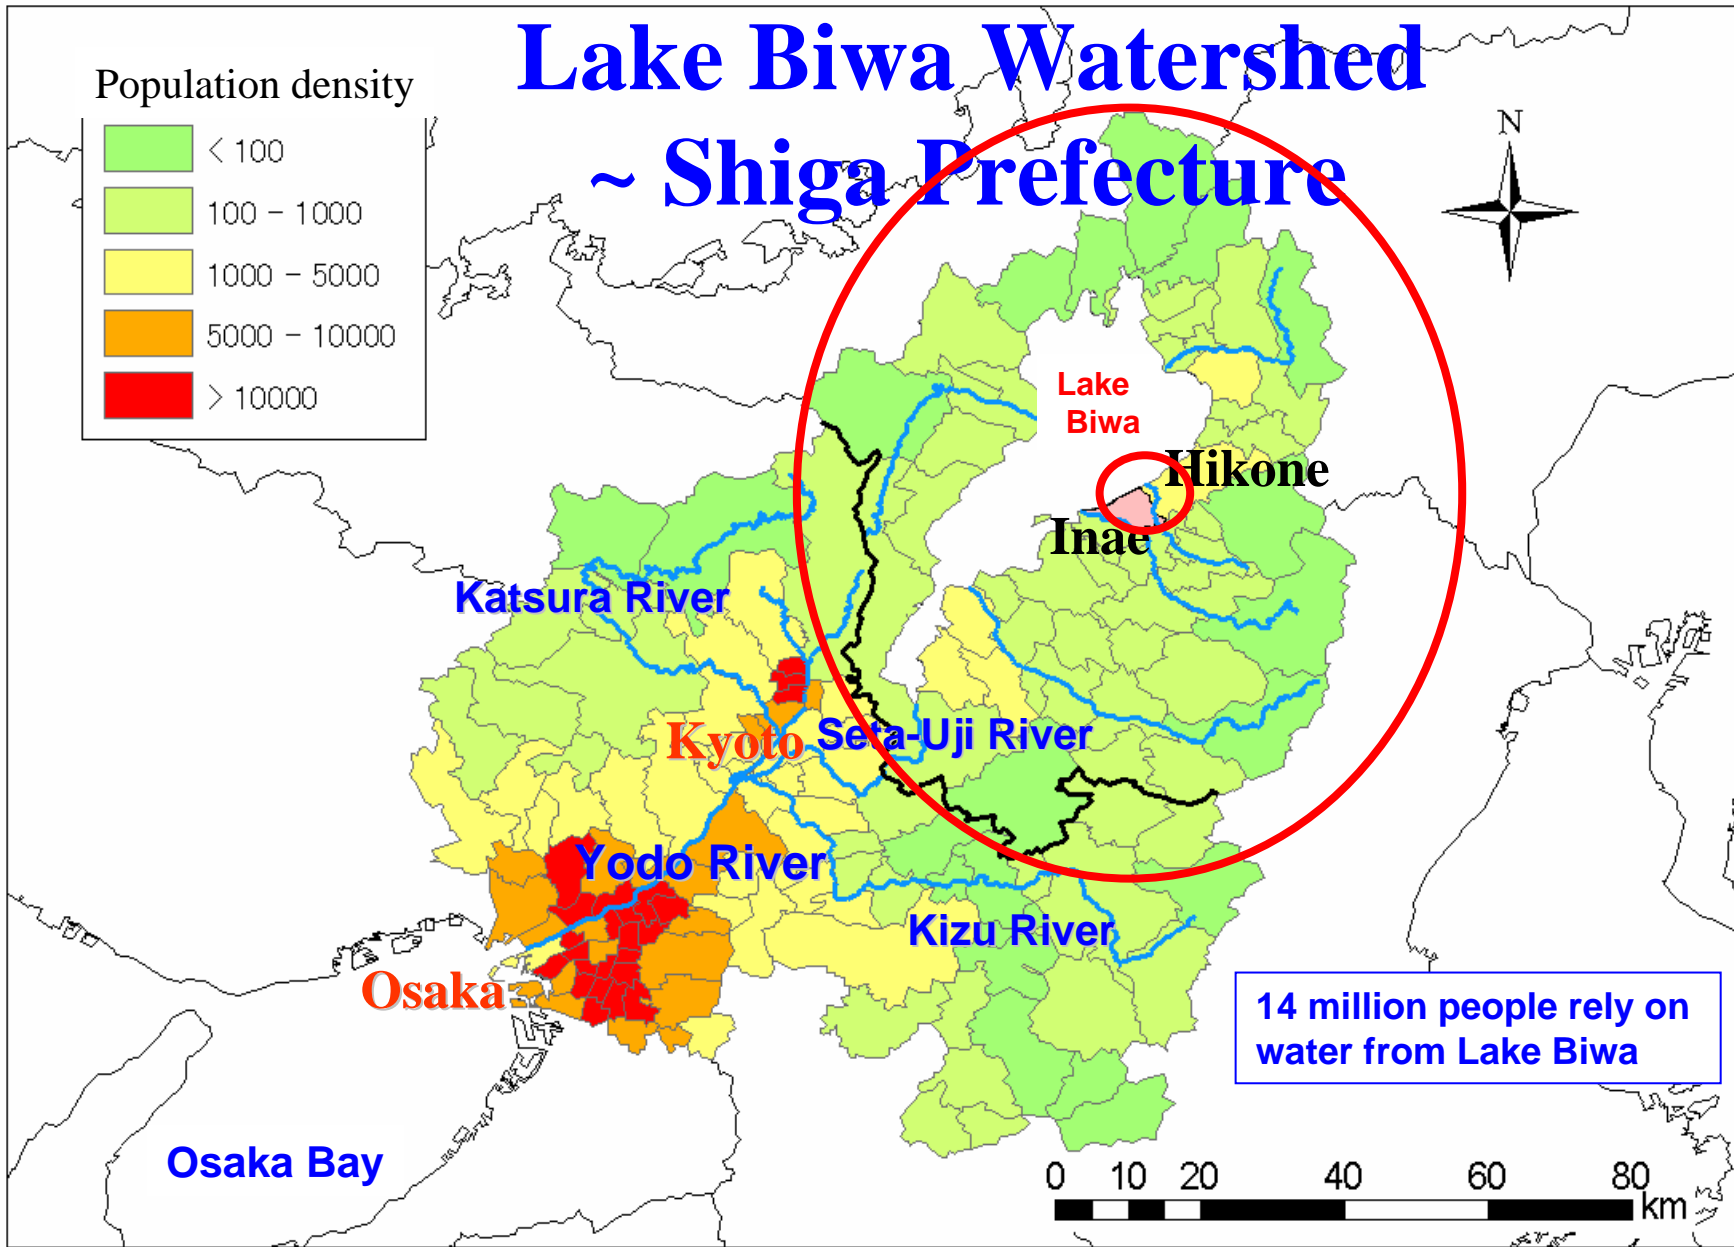 Lake Biwa Watershed
~ Shiga Prefecture
Population density
< 100
100 - 1000
1000 - 5000
5000 - 10000
> 10000
N
Lake
Biwa
Hikone
Inae
Katsura River
Kyoto
Seta-Uji River
Yodo River
Kizu River
Osaka
14 million people rely on
water from Lake Biwa
Osaka Bay
0 10 20 40 60 80
km